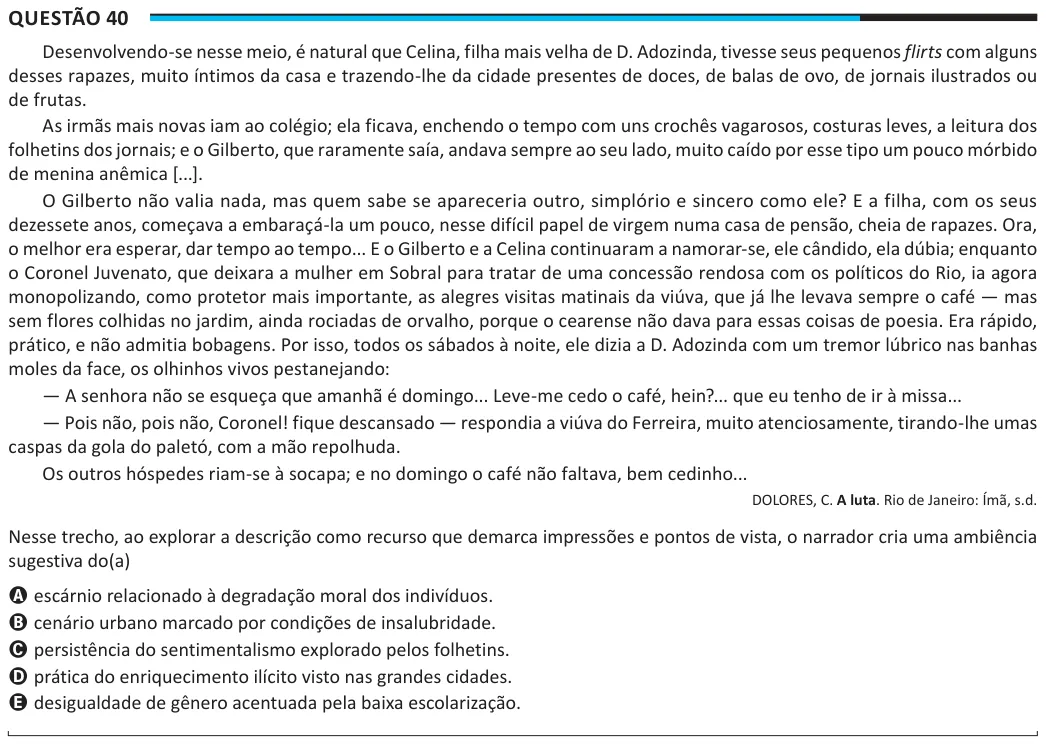 QUESTÃO 40
Desenvolvendo-se nesse meio, é natural que Celina, filha mais velha de D. Adozinda, tivesse seus pequenos flirts com alguns
desses rapazes, muito íntimos da casa e trazendo-lhe da cidade presentes de doces, de balas de ovo, de jornais ilustrados ou
de frutas.
As irmãs mais novas iam ao colégio; ela ficava, enchendo o tempo com uns crochês vagarosos, costuras leves, a leitura dos
folhetins dos jornais; e o Gilberto, que raramente saía, andava sempre ao seu lado, muito caído por esse tipo um pouco mórbido
de menina anêmica [...].
O Gilberto não valia nada, mas quem sabe se apareceria outro, simplório e sincero como ele? E a filha, com os seus
dezessete anos, começava a embaraçá-la um pouco, nesse difícil papel de virgem numa casa de pensão, cheia de rapazes. Ora,
o melhor era esperar, dar tempo ao tempo... E o Gilberto e a Celina continuaram a namorar-se, ele cândido, ela dúbia; enquanto
o Coronel Juvenato, que deixara a mulher em Sobral para tratar de uma concessão rendosa com os políticos do Rio, ia agora
monopolizando, como protetor mais importante, as alegres visitas matinais da viúva, que já lhe levava sempre o café — mas
sem flores colhidas no jardim, ainda rociadas de orvalho, porque o cearense não dava para essas coisas de poesia. Era rápido,
prático, e não admitia bobagens. Por isso, todos os sábados à noite, ele dizia a D. Adozinda com um tremor lúbrico nas banhas
moles da face, os olhinhos vivos pestanejando:
— A senhora não se esqueça que amanhã é domingo... Leve-me cedo o café, hein?... que eu tenho de ir à missa...
— Pois não, pois não, Coronel! fique descansado — respondia a viúva do Ferreira, muito atenciosamente, tirando-lhe umas
caspas da gola do paletó, com a mão repolhuda.
Os outros hóspedes riam-se à socapa; e no domingo o café não faltava, bem cedinho...
DOLORES, C. A luta. Rio de Janeiro: Ímã, s.d.
Nesse trecho, ao explorar a descrição como recurso que demarca impressões e pontos de vista, o narrador cria uma ambiência
sugestiva do(a)
A escárnio relacionado à degradação moral dos indivíduos.
B cenário urbano marcado por condições de insalubridade.
C persistência do sentimentalismo explorado pelos folhetins.
D prática do enriquecimento ilícito visto nas grandes cidades.
E desigualdade de gênero acentuada pela baixa escolarização.